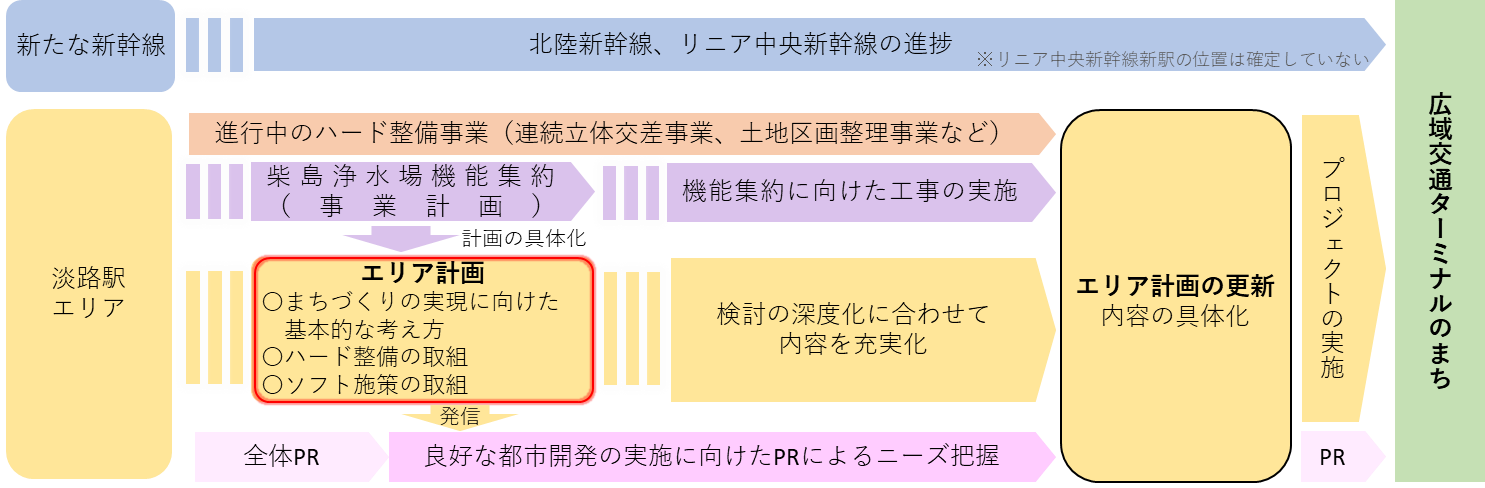 新たな新幹線
北陸新幹線、リニア中央新幹線の進捗
※リニア中央新幹線新駅の位置は確定していない
淡路駅
エリア
進行中のハード整備事業（連続立体交差事業、土地区画整理事業など）
柴島浄水場機能集約
（事業計画）
機能集約に向けた工事の実施
計画の具体化
エリア計画
〇まちづくりの実現に向けた
基本的な考え方
〇ハード整備の取組
〇ソフト施策の取組
検討の深度化に合わせて
内容を充実化
発信
全体PR
良好な都市開発の実施に向けたPRによるニーズ把握
エリア計画の更新
内容の具体化
プロジェクトの実施
PR
広域交通ターミナルのまち